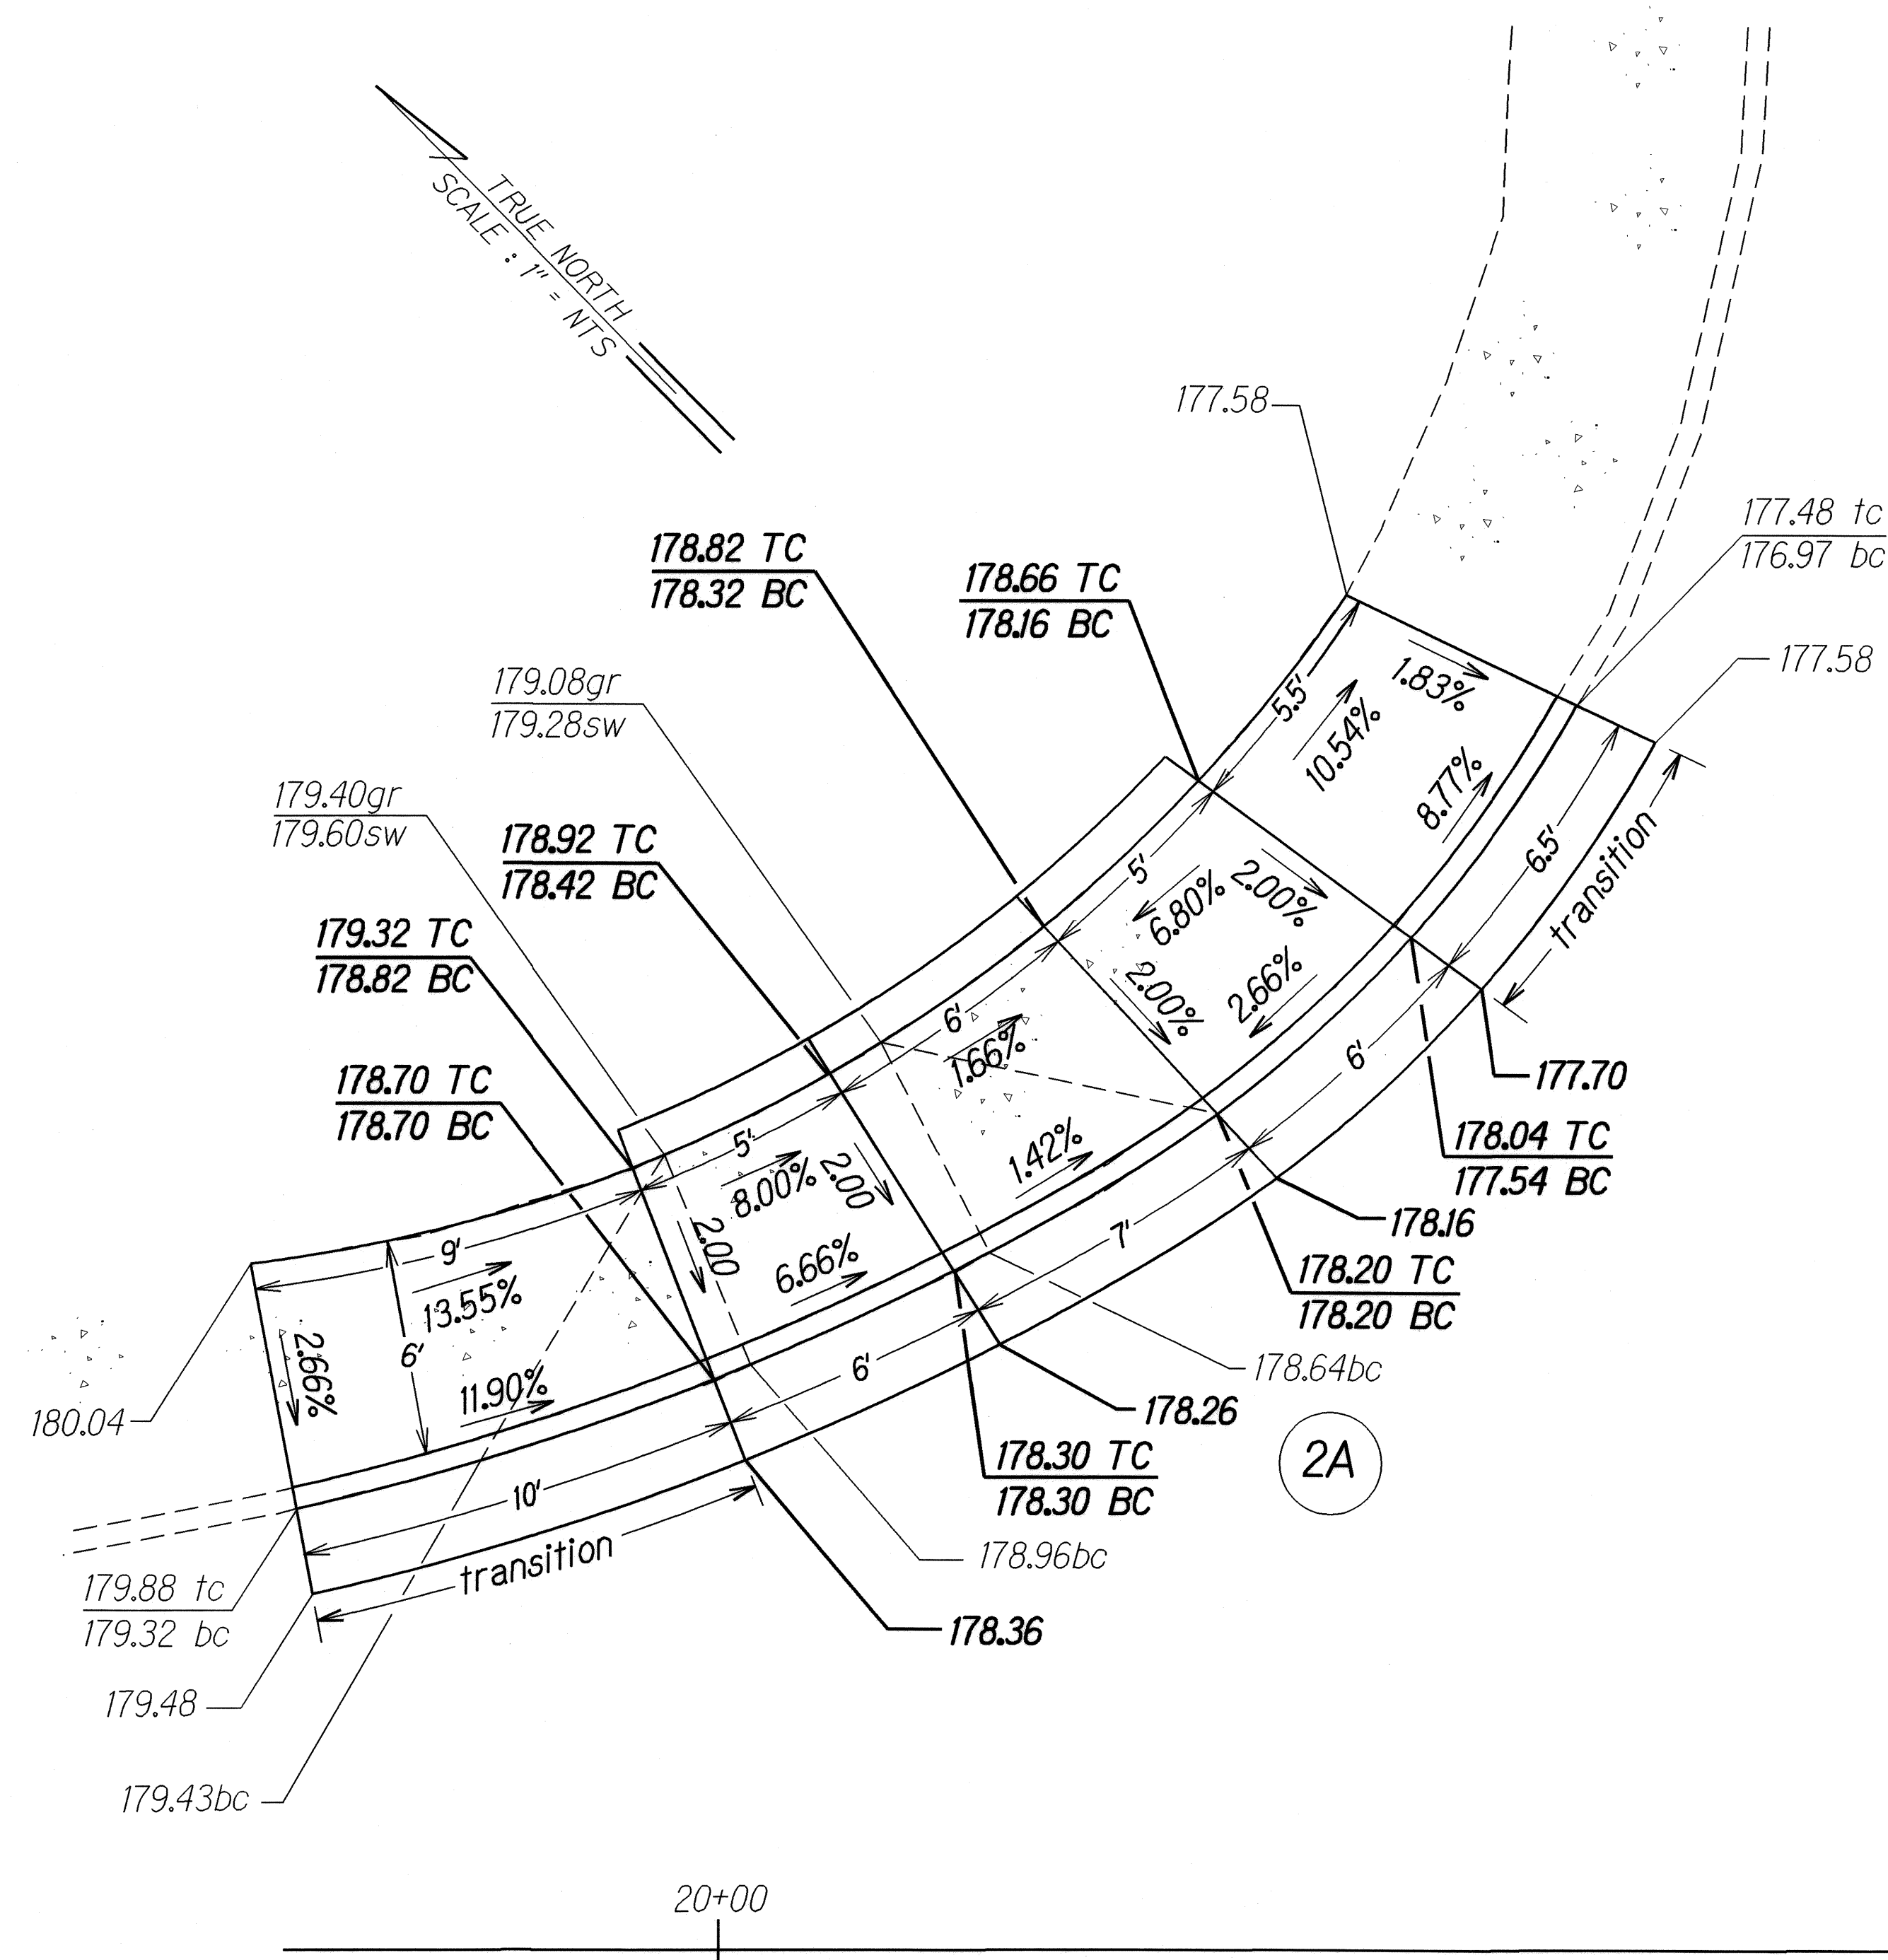 TRUE NORTH
SCALE : 1" = NTS
177.58
177.48 tc
176.97 bc
178.82 TC
178.32 BC
178.66 TC
178.16 BC
177.58
179.08gr
179.28sw
1.83%
5.5'
10.54%
8.77%
179.40gr
179.60sw
178.92 TC
178.42 BC
6.5'
transition
5'
6.80%
2.00%
179.32 TC
178.82 BC
2.00%
2.66%
6'
1.66%
6'
177.70
178.70 TC
178.70 BC
5'
8.00%
2.00
1.42%
178.04 TC
177.54 BC
178.16
7'
2.00
6.66%
9'
13.55%
178.20 TC
178.20 BC
2.66%
6'
11.90%
6'
178.64bc
180.04
178.26
2A
178.30 TC
178.30 BC
10'
transition
178.96bc
179.88 tc
179.32 bc
178.36
179.48
179.43bc
20+00